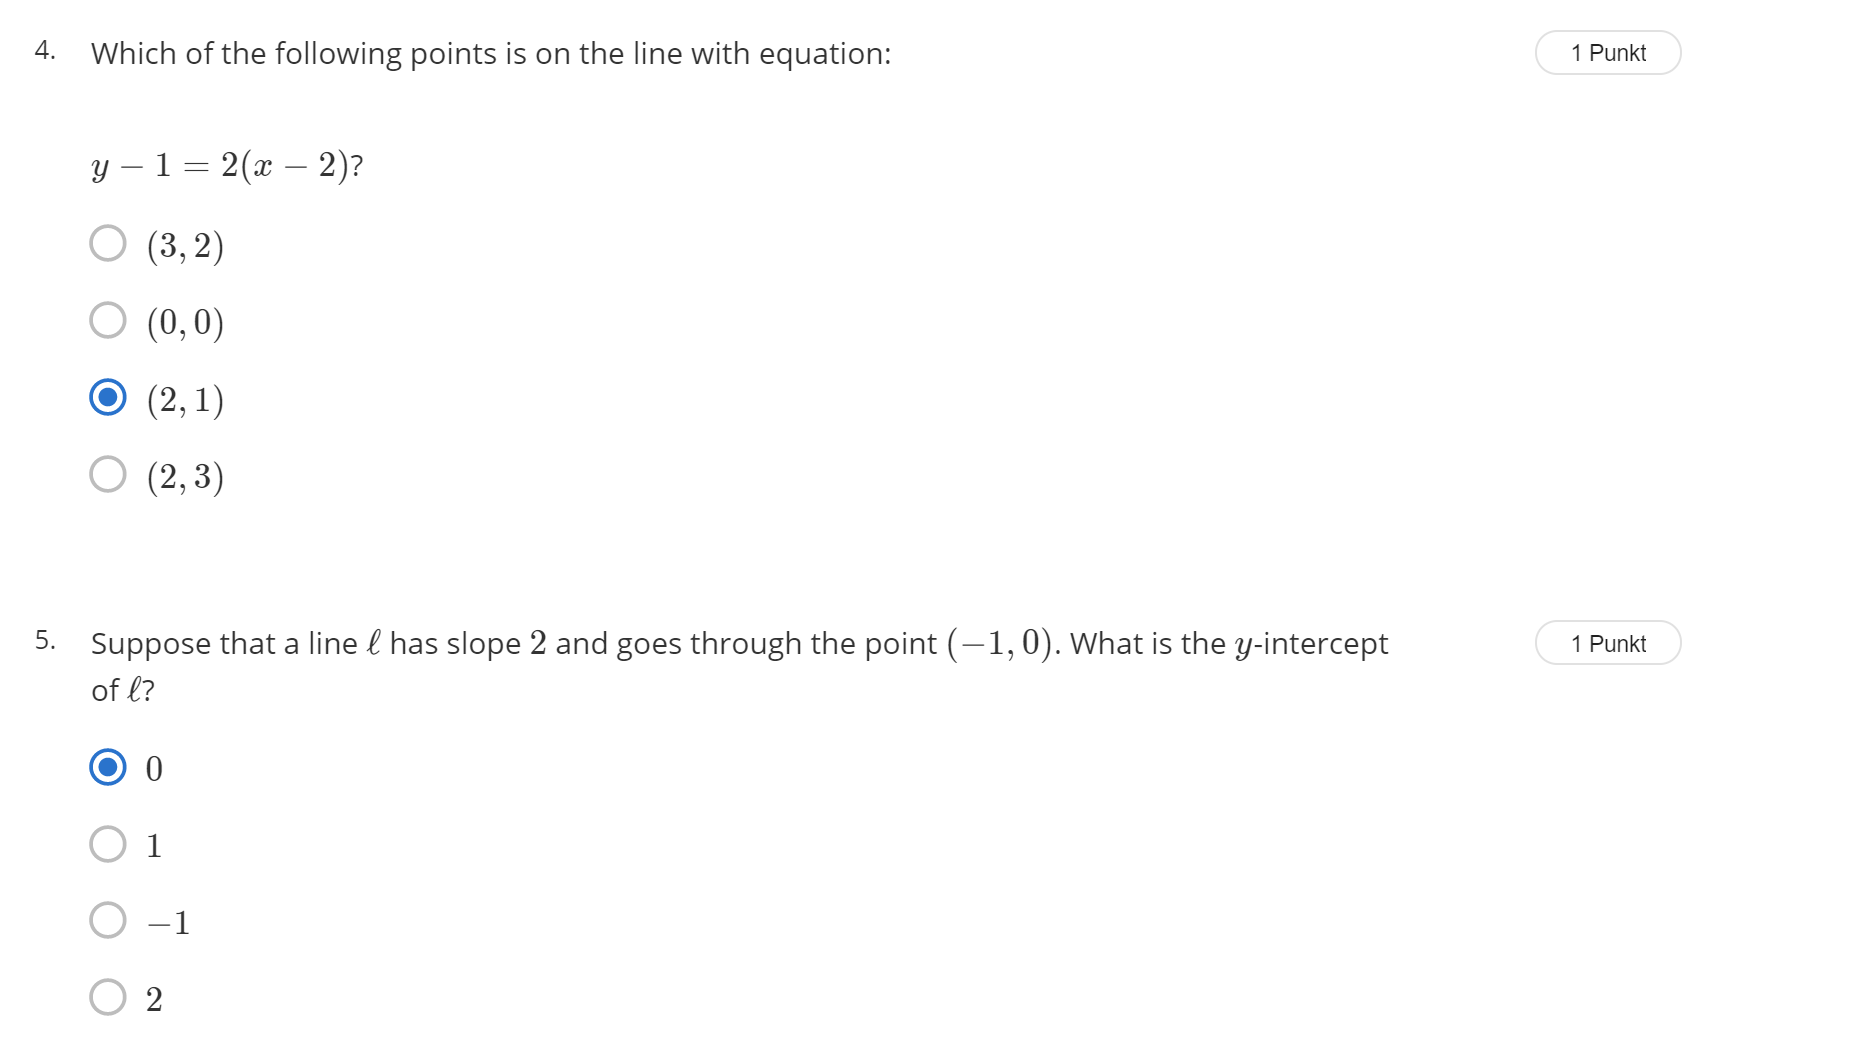 4. Which of the following points is on the line with equation: 1 Punkt
y − 1 = 2(x − 2)?
(3, 2)
(0, 0)
(2, 1)
(2, 3)
5. Suppose that a line ℓ has slope 2 and goes through the point (−1, 0). What is the y-intercept 1 Punkt
of ℓ?
0
1
−1
2